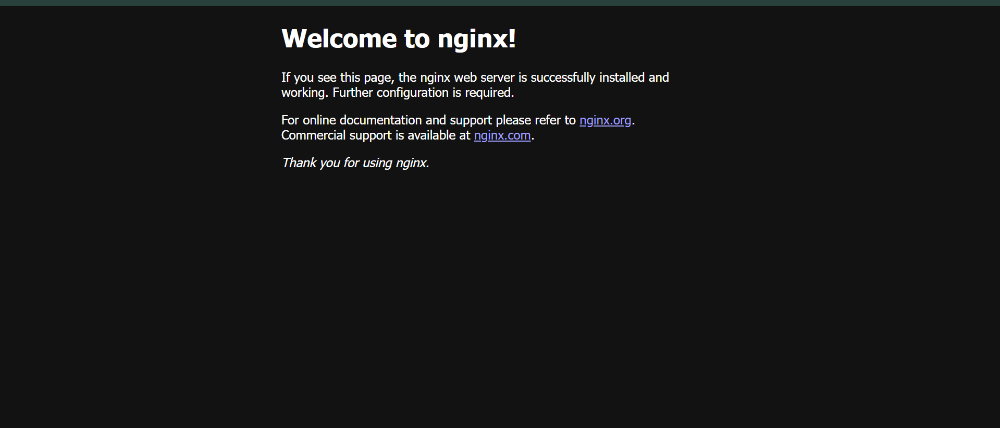 Welcome to nginx!
If you see this page, the nginx web server is successfully installed and
working. Further configuration is required.
For online documentation and support please refer to nginx.org.
Commercial support is available at nginx.com.
Thank you for using nginx.